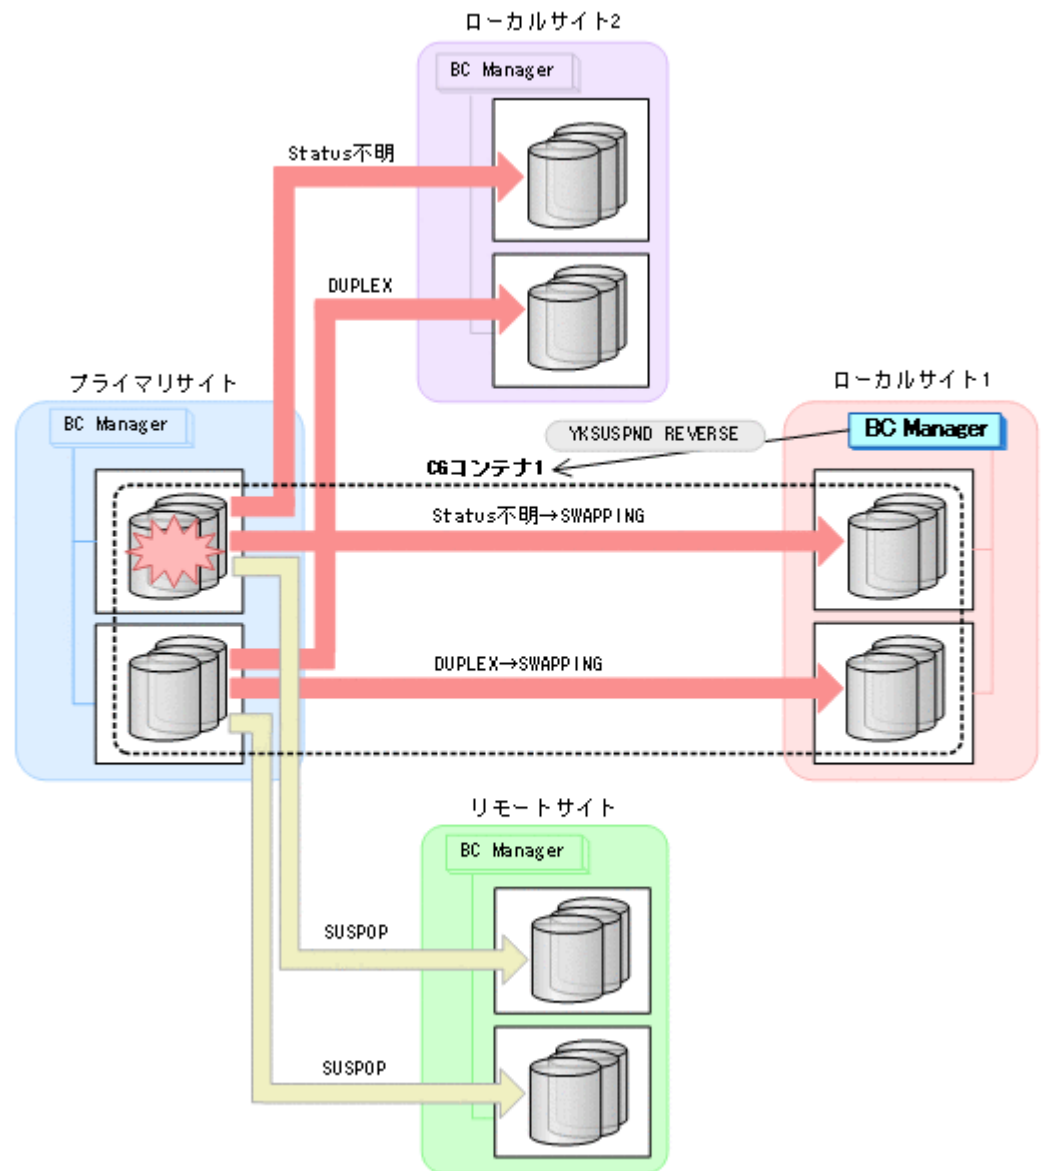 ローカルサイト2
BC Manager
Status不明
DUPLEX
プライマリサイト
BC Manager
ローカルサイト1
BC Manager
YKSUSPND REVERSE
CGコンテナ1
Status不明→SWAPPING
DUPLEX→SWAPPING
リモートサイト
BC Manager
SUSPOP
SUSPOP